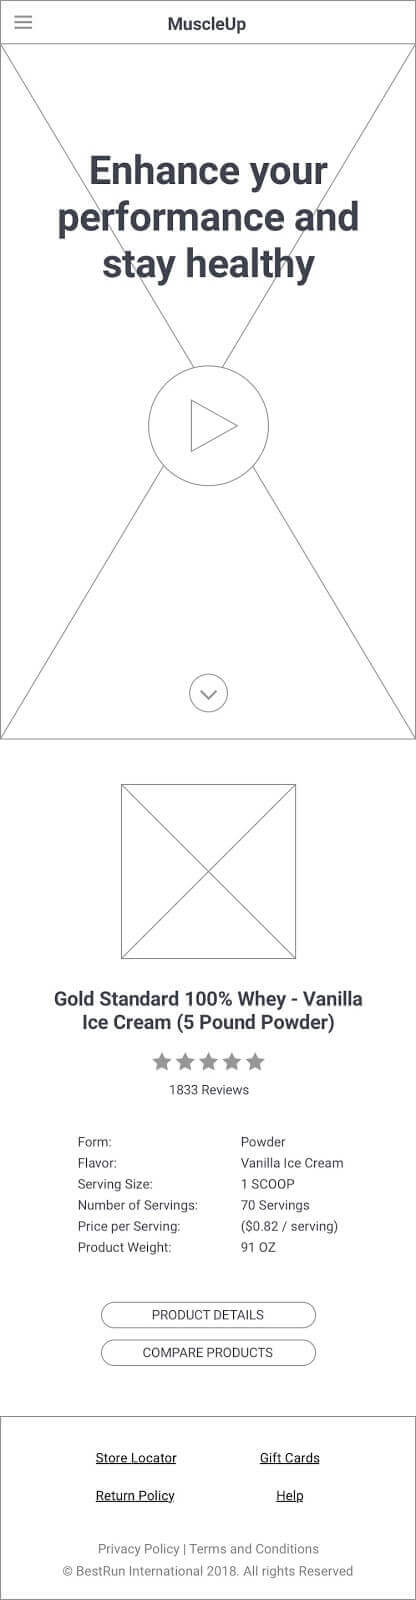 MuscleUp
Enhance your
performance and
stay healthy
Gold Standard 100% Whey - Vanilla
Ice Cream (5 Pound Powder)
1833 Reviews
Form: Powder
Flavor: Vanilla Ice Cream
Serving Size: 1 SCOOP
Number of Servings: 70 Servings
Price per Serving: ($0.82 / serving)
Product Weight: 91 OZ
PRODUCT DETAILS
COMPARE PRODUCTS
Store Locator Gift Cards
Return Policy Help
Privacy Policy | Terms and Conditions
© BestRun International 2018. All rights Reserved